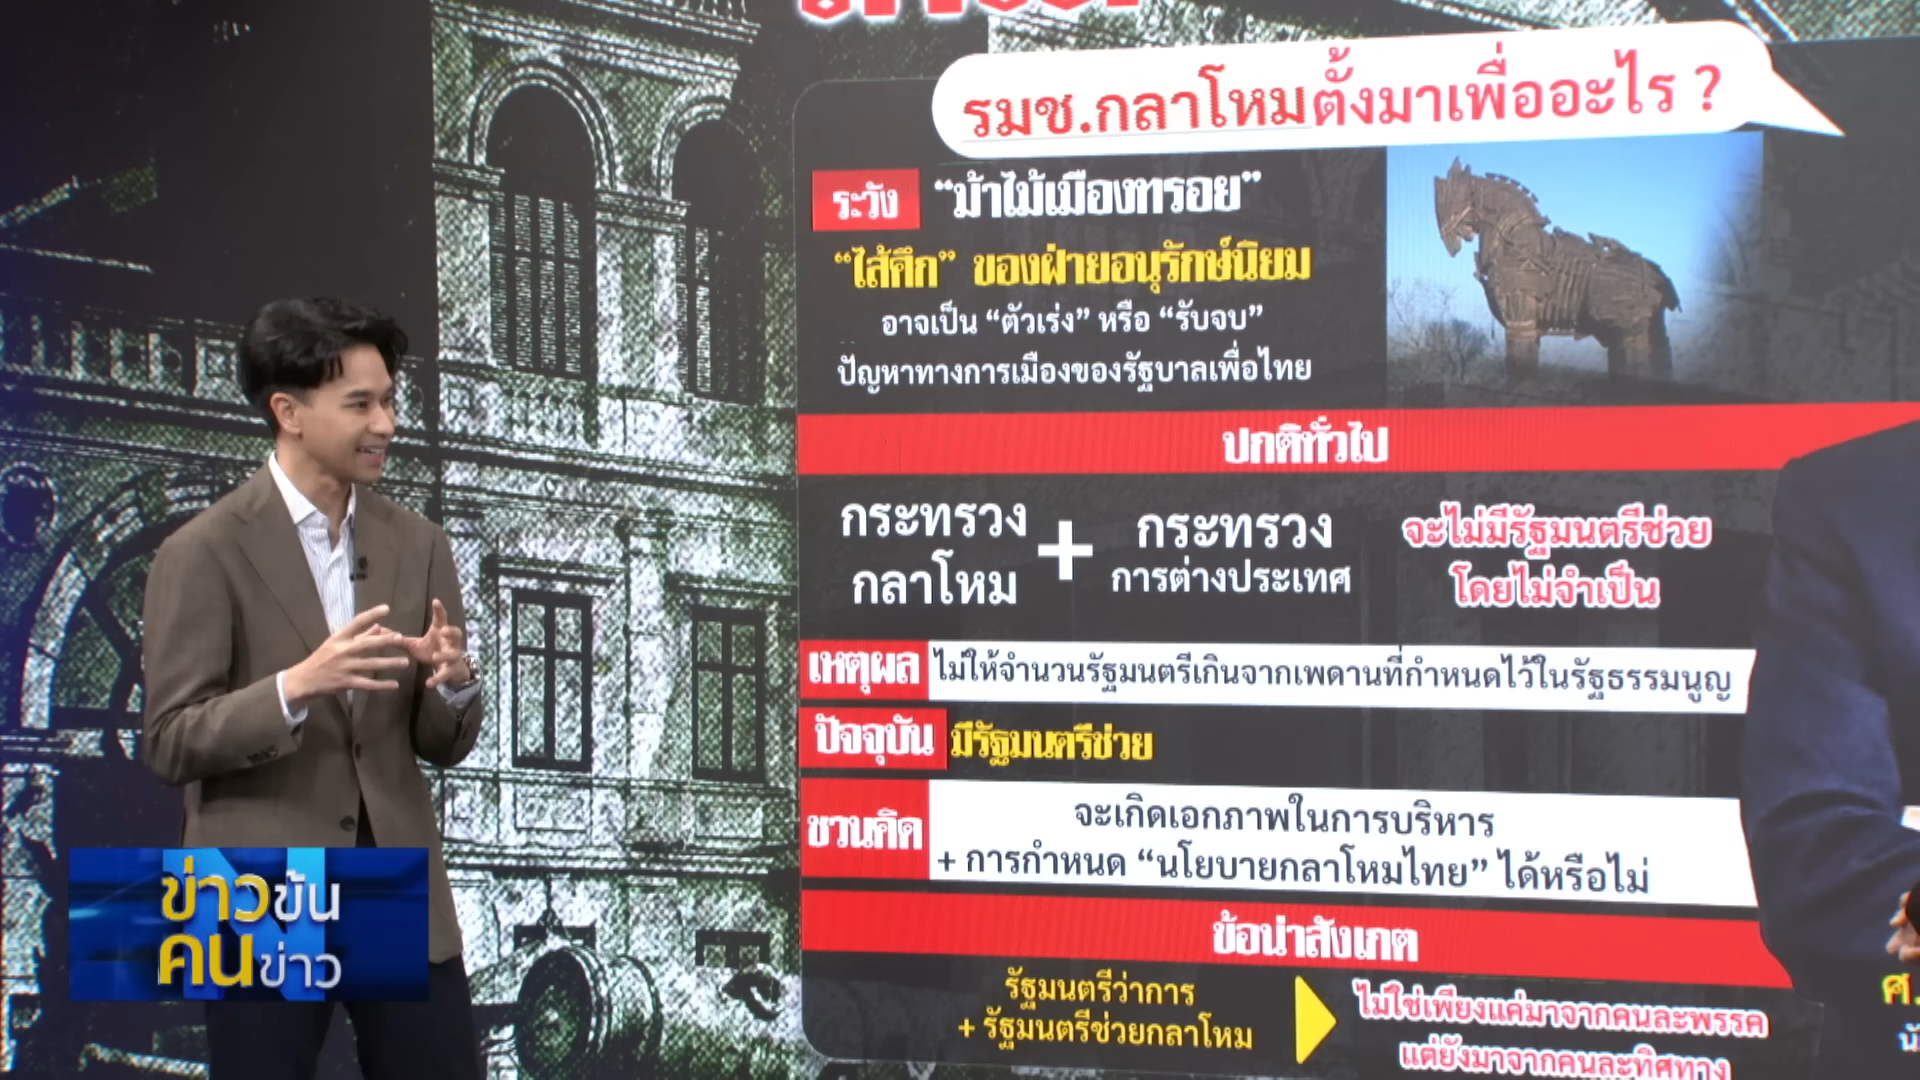 รมช.กลาโหมตั้งมาเพื่ออะไร ?
ระวัง "ม้าไม้เมืองทรอย"
"ไส้ศึก" ของฝ่ายอนุรักษ์นิยม
อาจเป็น "ตัวเร่ง" หรือ "รับจบ"
ปัญหาทางการเมืองของรัฐบาลเพื่อไทย
ปกติทั่วไป
กระทรวง
กลาโหม
+
กระทรวง
การต่างประเทศ
จะไม่มีรัฐมนตรีช่วย
โดยไม่จำเป็น
เหตุผล ไม่ให้จำนวนรัฐมนตรีเกินจากเพดานที่กำหนดไว้ในรัฐธรรมนูญ
ปัจจุบัน มีรัฐมนตรีช่วย
ชวนคิด
จะเกิดเอกภาพในการบริหาร
+ การกำหนด "นโยบายกลาโหมไทย" ได้หรือไม่
ข้อน่าสังเกต
รัฐมนตรีว่าการ
+ รัฐมนตรีช่วยกลาโหม
ไม่ใช่เพียงแค่มาจากคนละพรรค
แต่ยังมาจากคนละทิศทาง
ศ.
ข่าวข้น
คนข่าว